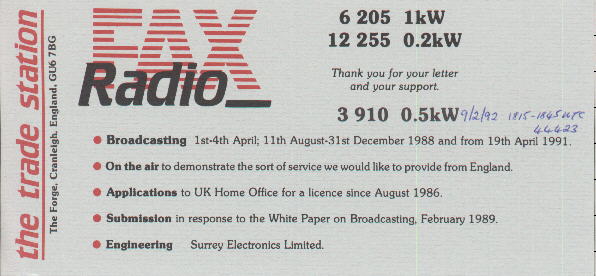 the trade station
The Forge, Cranleigh, England, GU6 7BG
FAX
Radio_
6 205 1kW
12 255 0.2kW
Thank you for your letter
and your support.
3 910 0.5kW 9/2/92 1815-1845 UTC
44423
● Broadcasting 1st-4th April; 11th August-31st December 1988 and from 19th April 1991.
● On the air to demonstrate the sort of service we would like to provide from England.
● Applications to UK Home Office for a licence since August 1986.
● Submission in response to the White Paper on Broadcasting, February 1989.
● Engineering Surrey Electronics Limited.